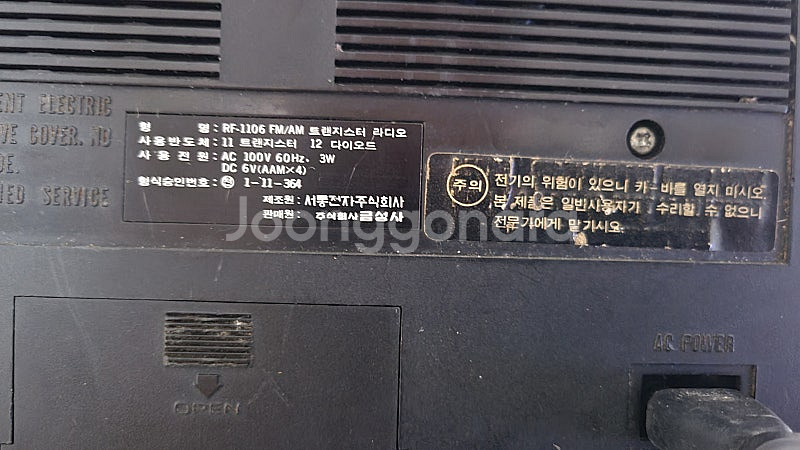 ENT ELECTRIC
VE COVER. NO
DE.
IED SERVICE
형 명 : RF-1106 FM/AM 트랜지스터 라디오
사용반도체 : 11 트랜지스터 12 다이오드
사 용 전 원 : AC 100V 60Hz. 3W
DC 6V(AAM×4)
형식승인번호 : 전 1-11-364
제조원 : 서통전자주식회사
판매원 : 주식회사금성사
주의
전기의 위험이 있으니 카-바를 열지 마시오.
본 제품은 일반사용자가 수리할 수 없으니
전문가에게 맡기시오.
Joonggonara
OPEN
AC POWER